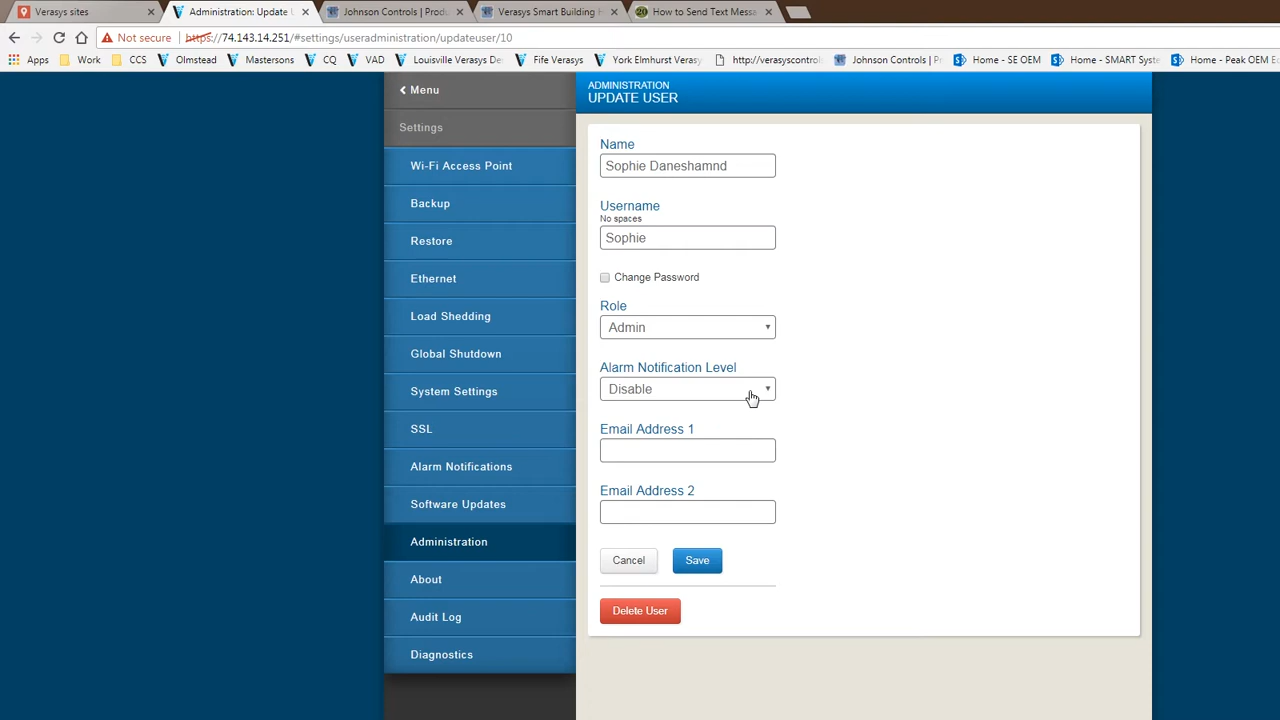 Verasys sites
Administration: Update U
Johnson Controls | Produ
Verasys Smart Building H
How to Send Text Messa
Not secure
https://74.143.14.251/#settings/useradministration/updateuser/10
Apps
Work
CCS
Olmstead
Mastersons
CQ
VAD
Louisville Verasys De
Fife Verasys
York Elmhurst Verasy
http://verasyscontrol
Johnson Controls | Pr
Home - SE OEM
Home - SMART Syste
Home - Peak OEM Ec
Menu
Settings
Wi-Fi Access Point
Backup
Restore
Ethernet
Load Shedding
Global Shutdown
System Settings
SSL
Alarm Notifications
Software Updates
Administration
About
Audit Log
Diagnostics
ADMINISTRATION
UPDATE USER
Name
Sophie Daneshamnd
Username
No spaces
Sophie
Change Password
Role
Admin
Alarm Notification Level
Disable
Email Address 1
Email Address 2
Cancel
Save
Delete User